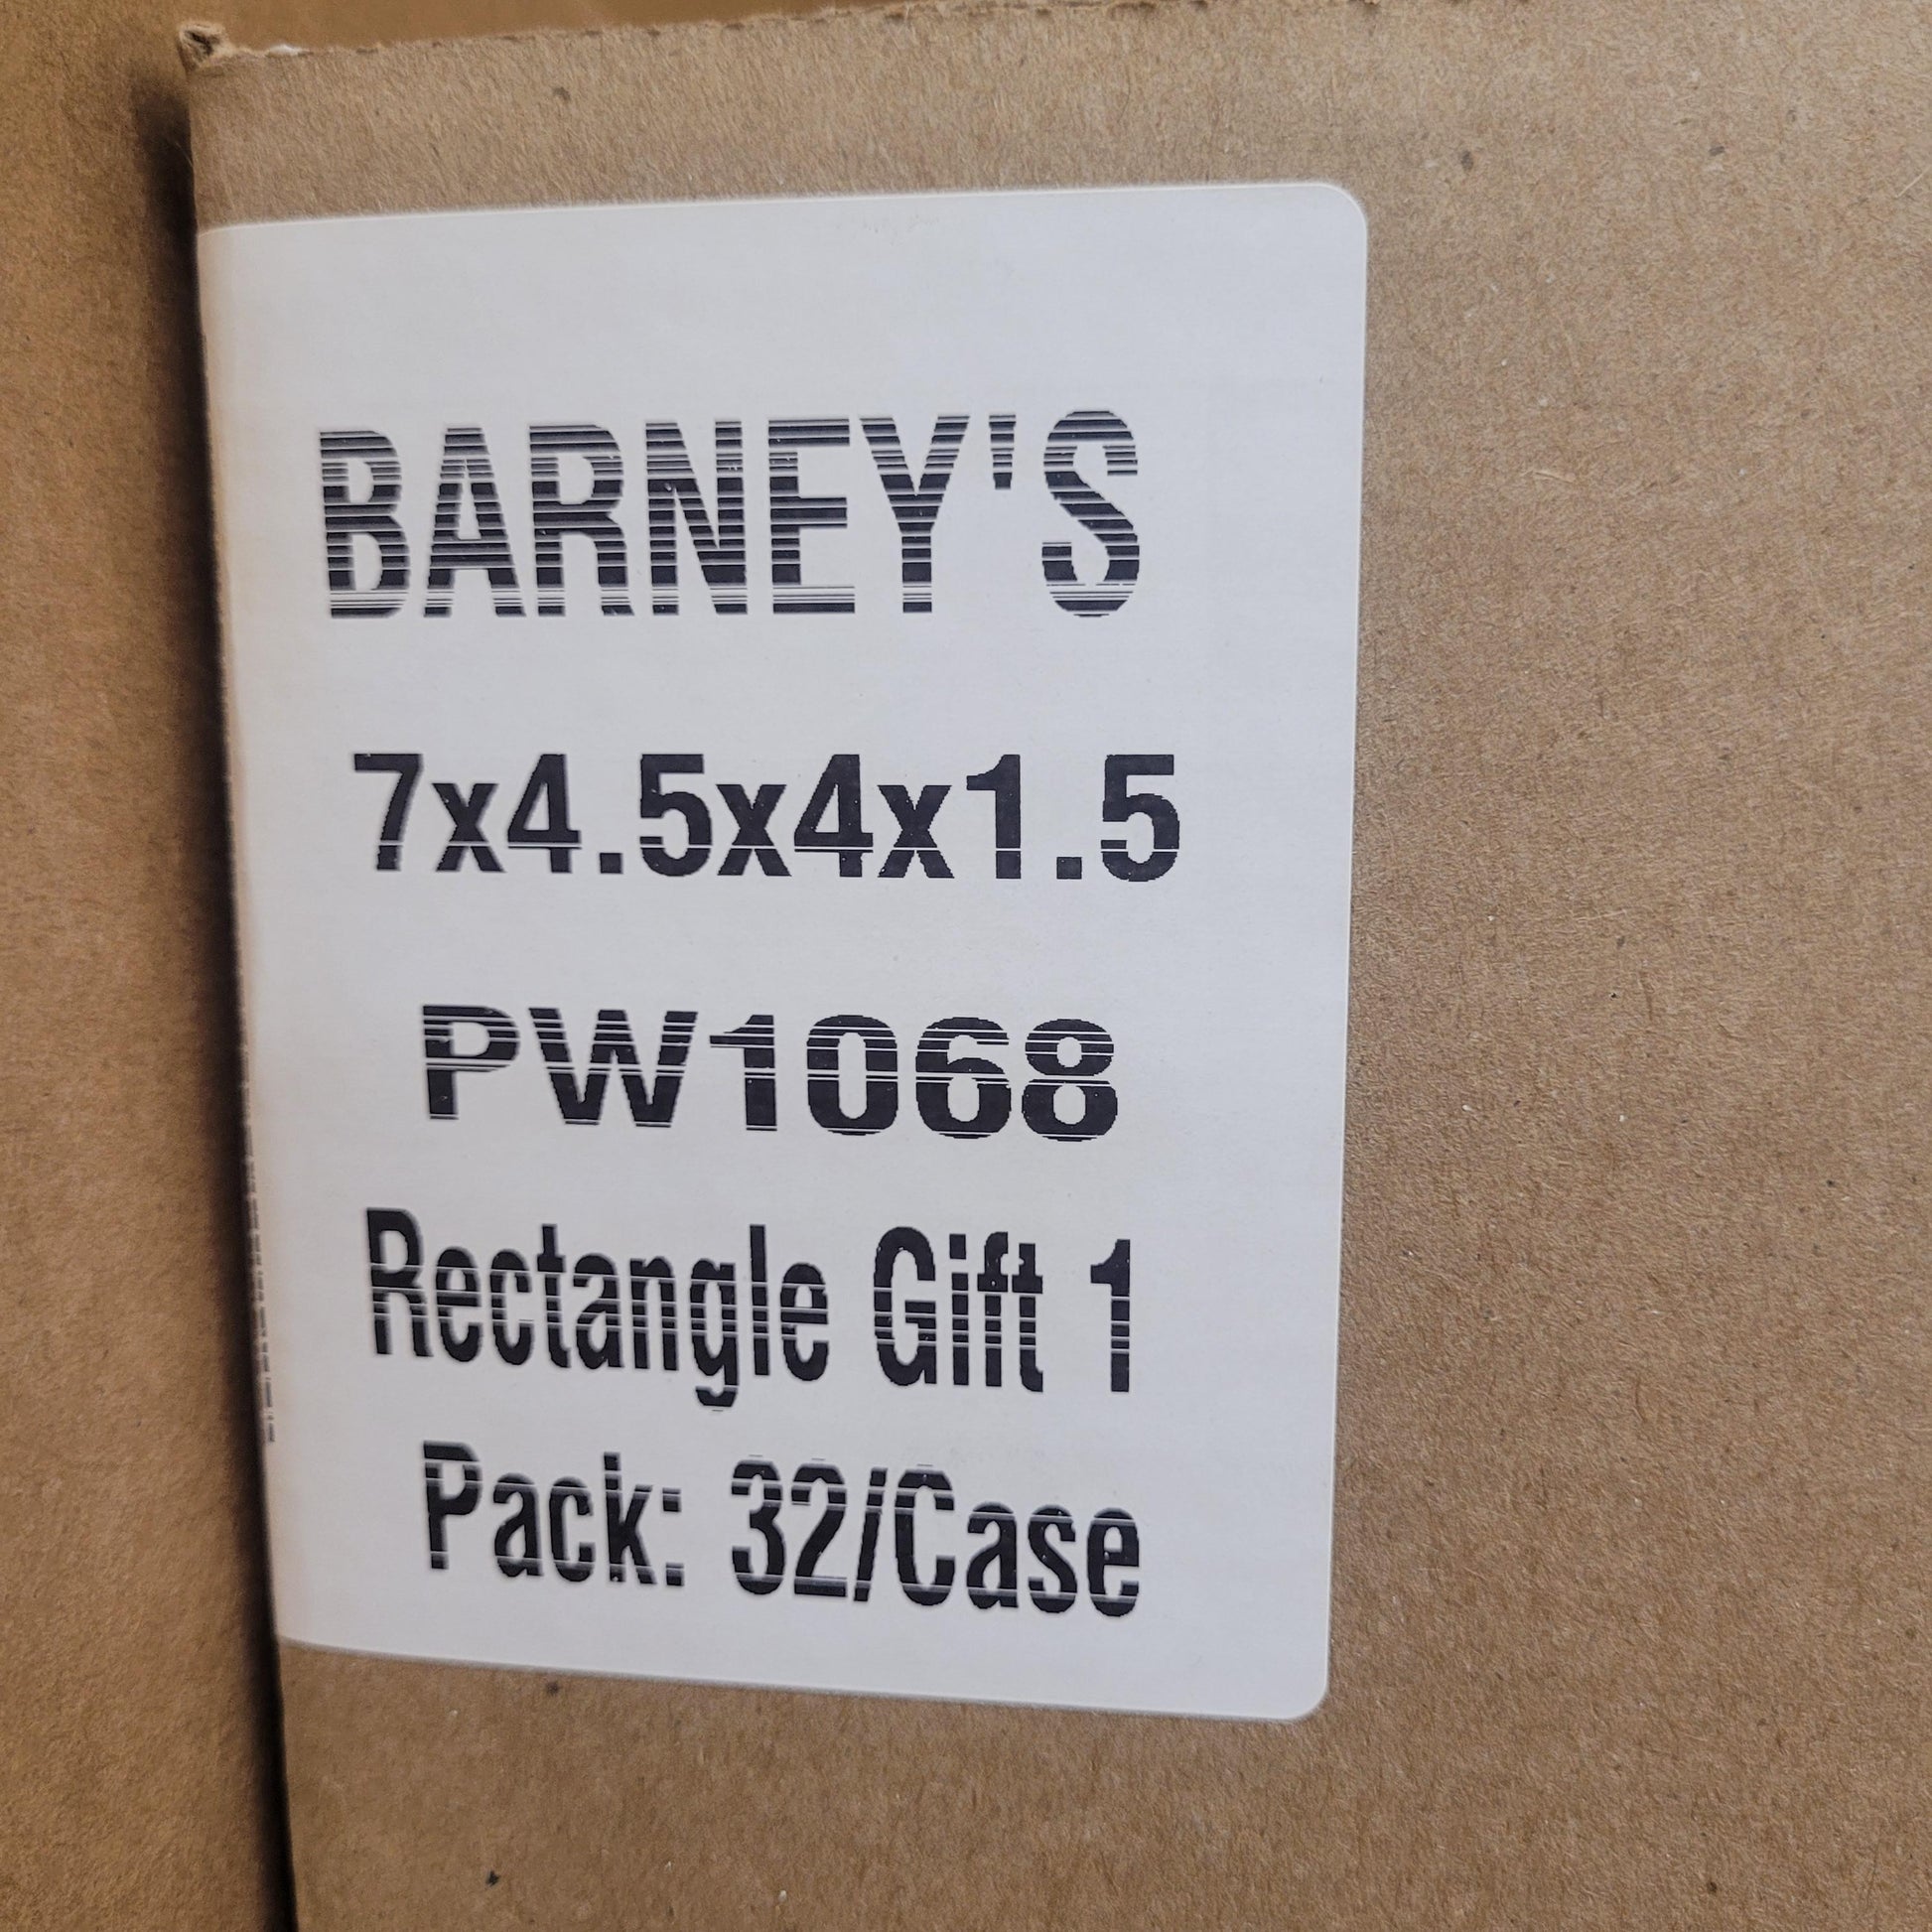 BARNEY'S
7x4.5x4x1.5
PW1068
Rectangle Gift 1
Pack: 32/Case